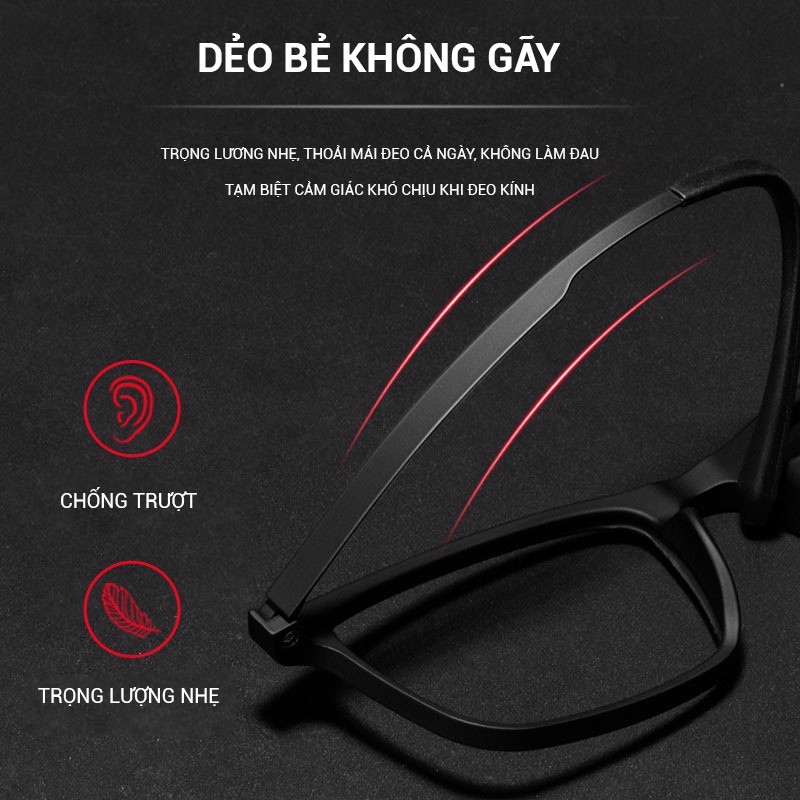 DẺO BẺ KHÔNG GÃY
TRỌNG LƯƠNG NHẸ, THOẢI MÁI ĐEO CẢ NGÀY, KHÔNG LÀM ĐAU
TẠM BIỆT CẢM GIÁC KHÓ CHỊU KHI ĐEO KÍNH
CHỐNG TRƯỢT
TRỌNG LƯỢNG NHẸ